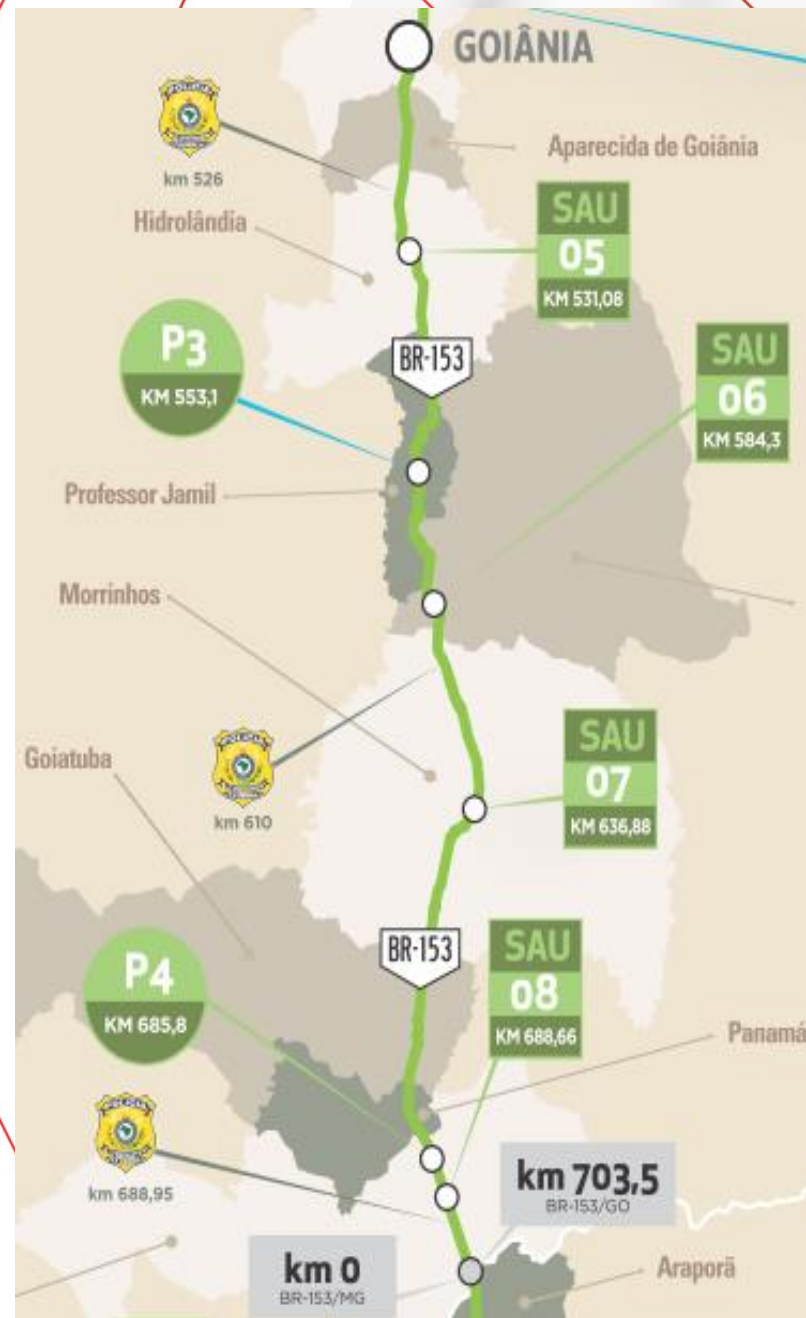 GOIÂNIA
km 526
Aparecida de Goiânia
Hidrolândia
SAU
05
KM 531,08
P3
KM 553,1
BR-153
SAU
06
KM 584,3
Professor Jamil
Morrinhos
Goiatuba
km 610
SAU
07
KM 636,88
BR-153
P4
KM 685,8
SAU
08
KM 688,66
Panamá
km 688,95
km 703,5
BR-153/GO
km 0
BR-153/MG
Araporã